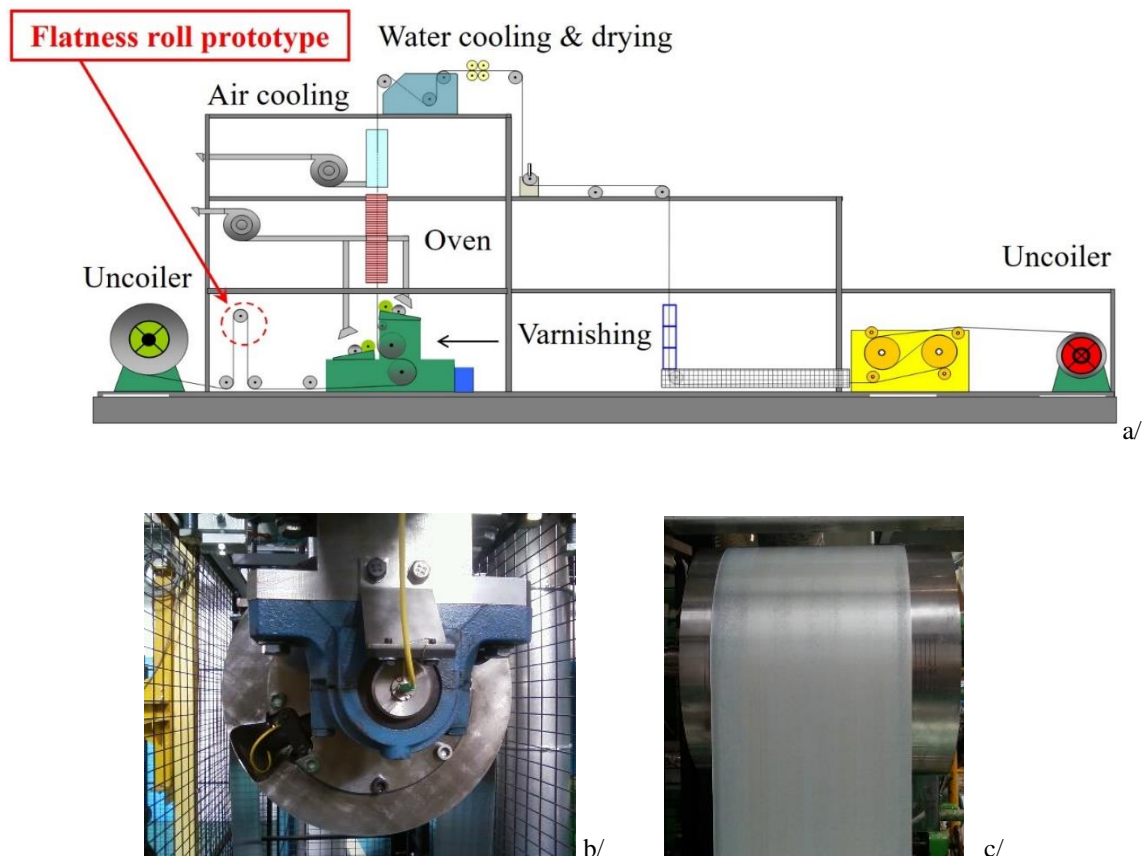 Flatness roll prototype
Water cooling & drying
Air cooling
Oven
Uncoiler
Uncoiler
Varnishing
a/
b/
c/